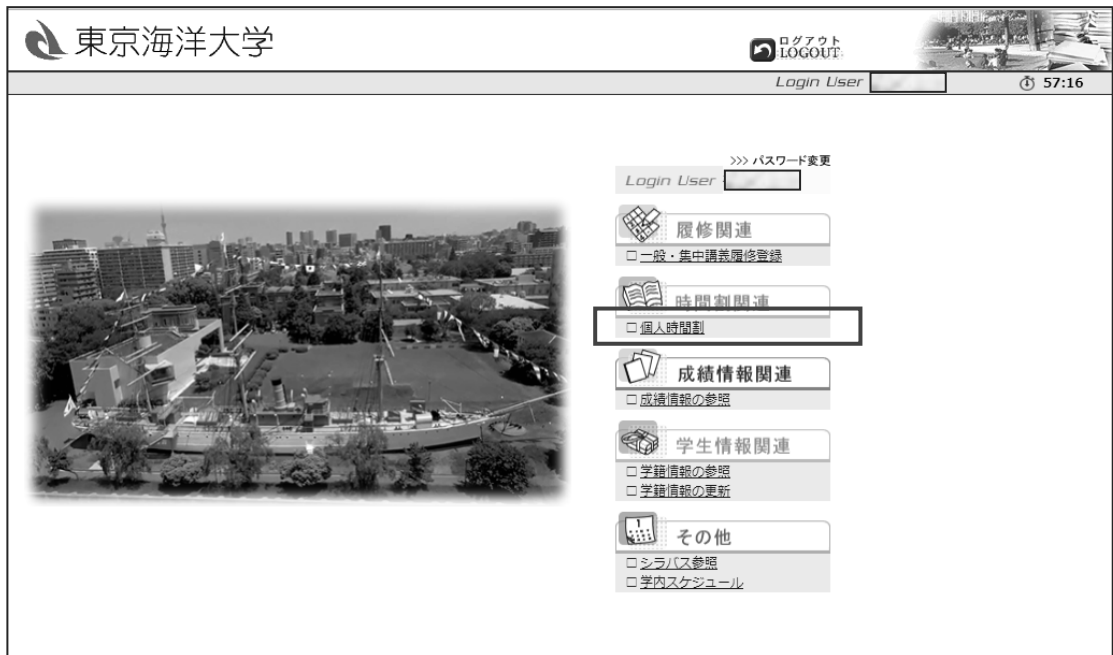 東京海洋大学
ログアウト
LOGOUT
Login User
57:16
>>> パスワード変更
Login User
履修関連
□ 一般・集中講義履修登録
時間割関連
□ 個人時間割
成績情報関連
□ 成績情報の参照
学生情報関連
□ 学籍情報の参照
□ 学籍情報の更新
その他
□ シラバス参照
□ 学内スケジュール